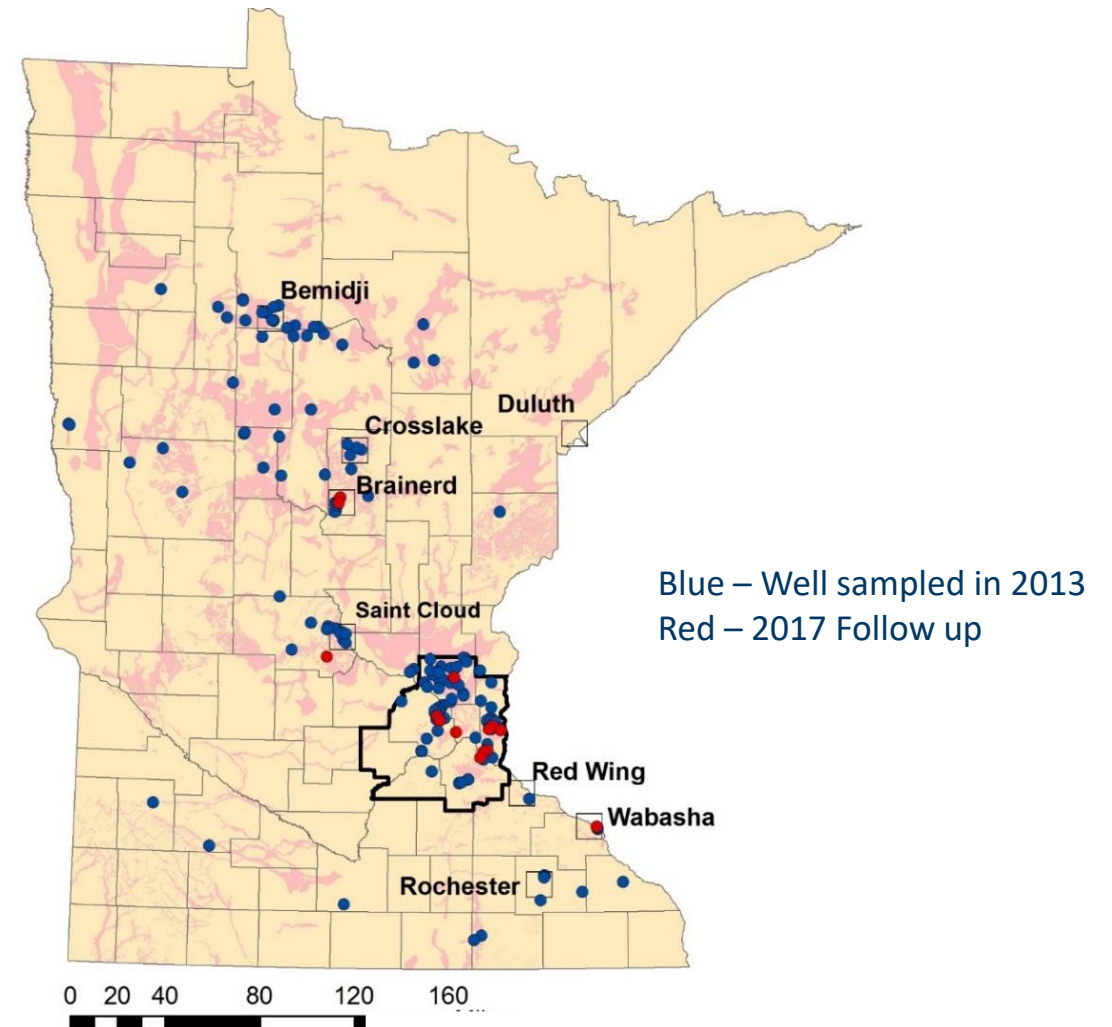 Bemidji
Duluth
Crosslake
Brainerd
Blue – Well sampled in 2013
Red – 2017 Follow up
Saint Cloud
Red Wing
Wabasha
Rochester
0 20 40 80 120 160